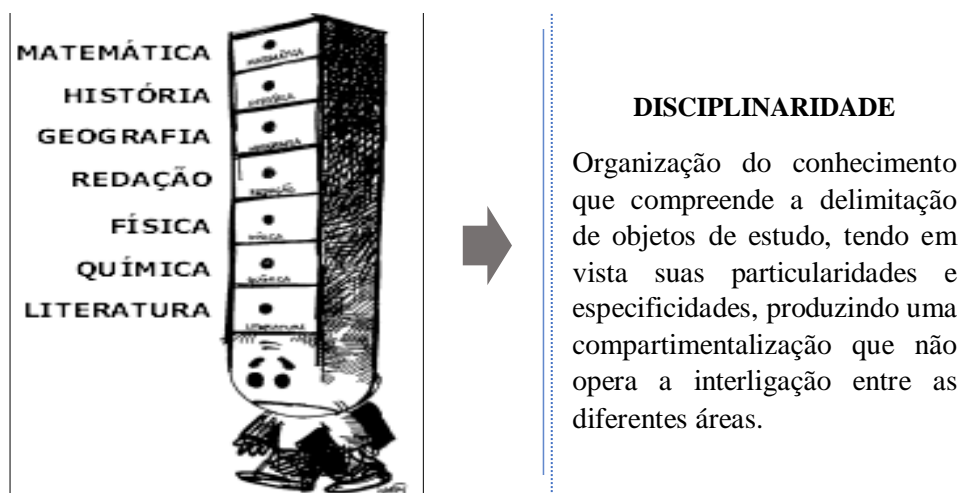 MATEMÁTICA
HISTÓRIA
GEOGRAFIA
REDAÇÃO
FÍSICA
QUÍMICA
LITERATURA
DISCIPLINARIDADE
Organização do conhecimento
que compreende a delimitação
de objetos de estudo, tendo em
vista suas particularidades e
especificidades, produzindo uma
compartimentalização que não
opera a interligação entre as
diferentes áreas.